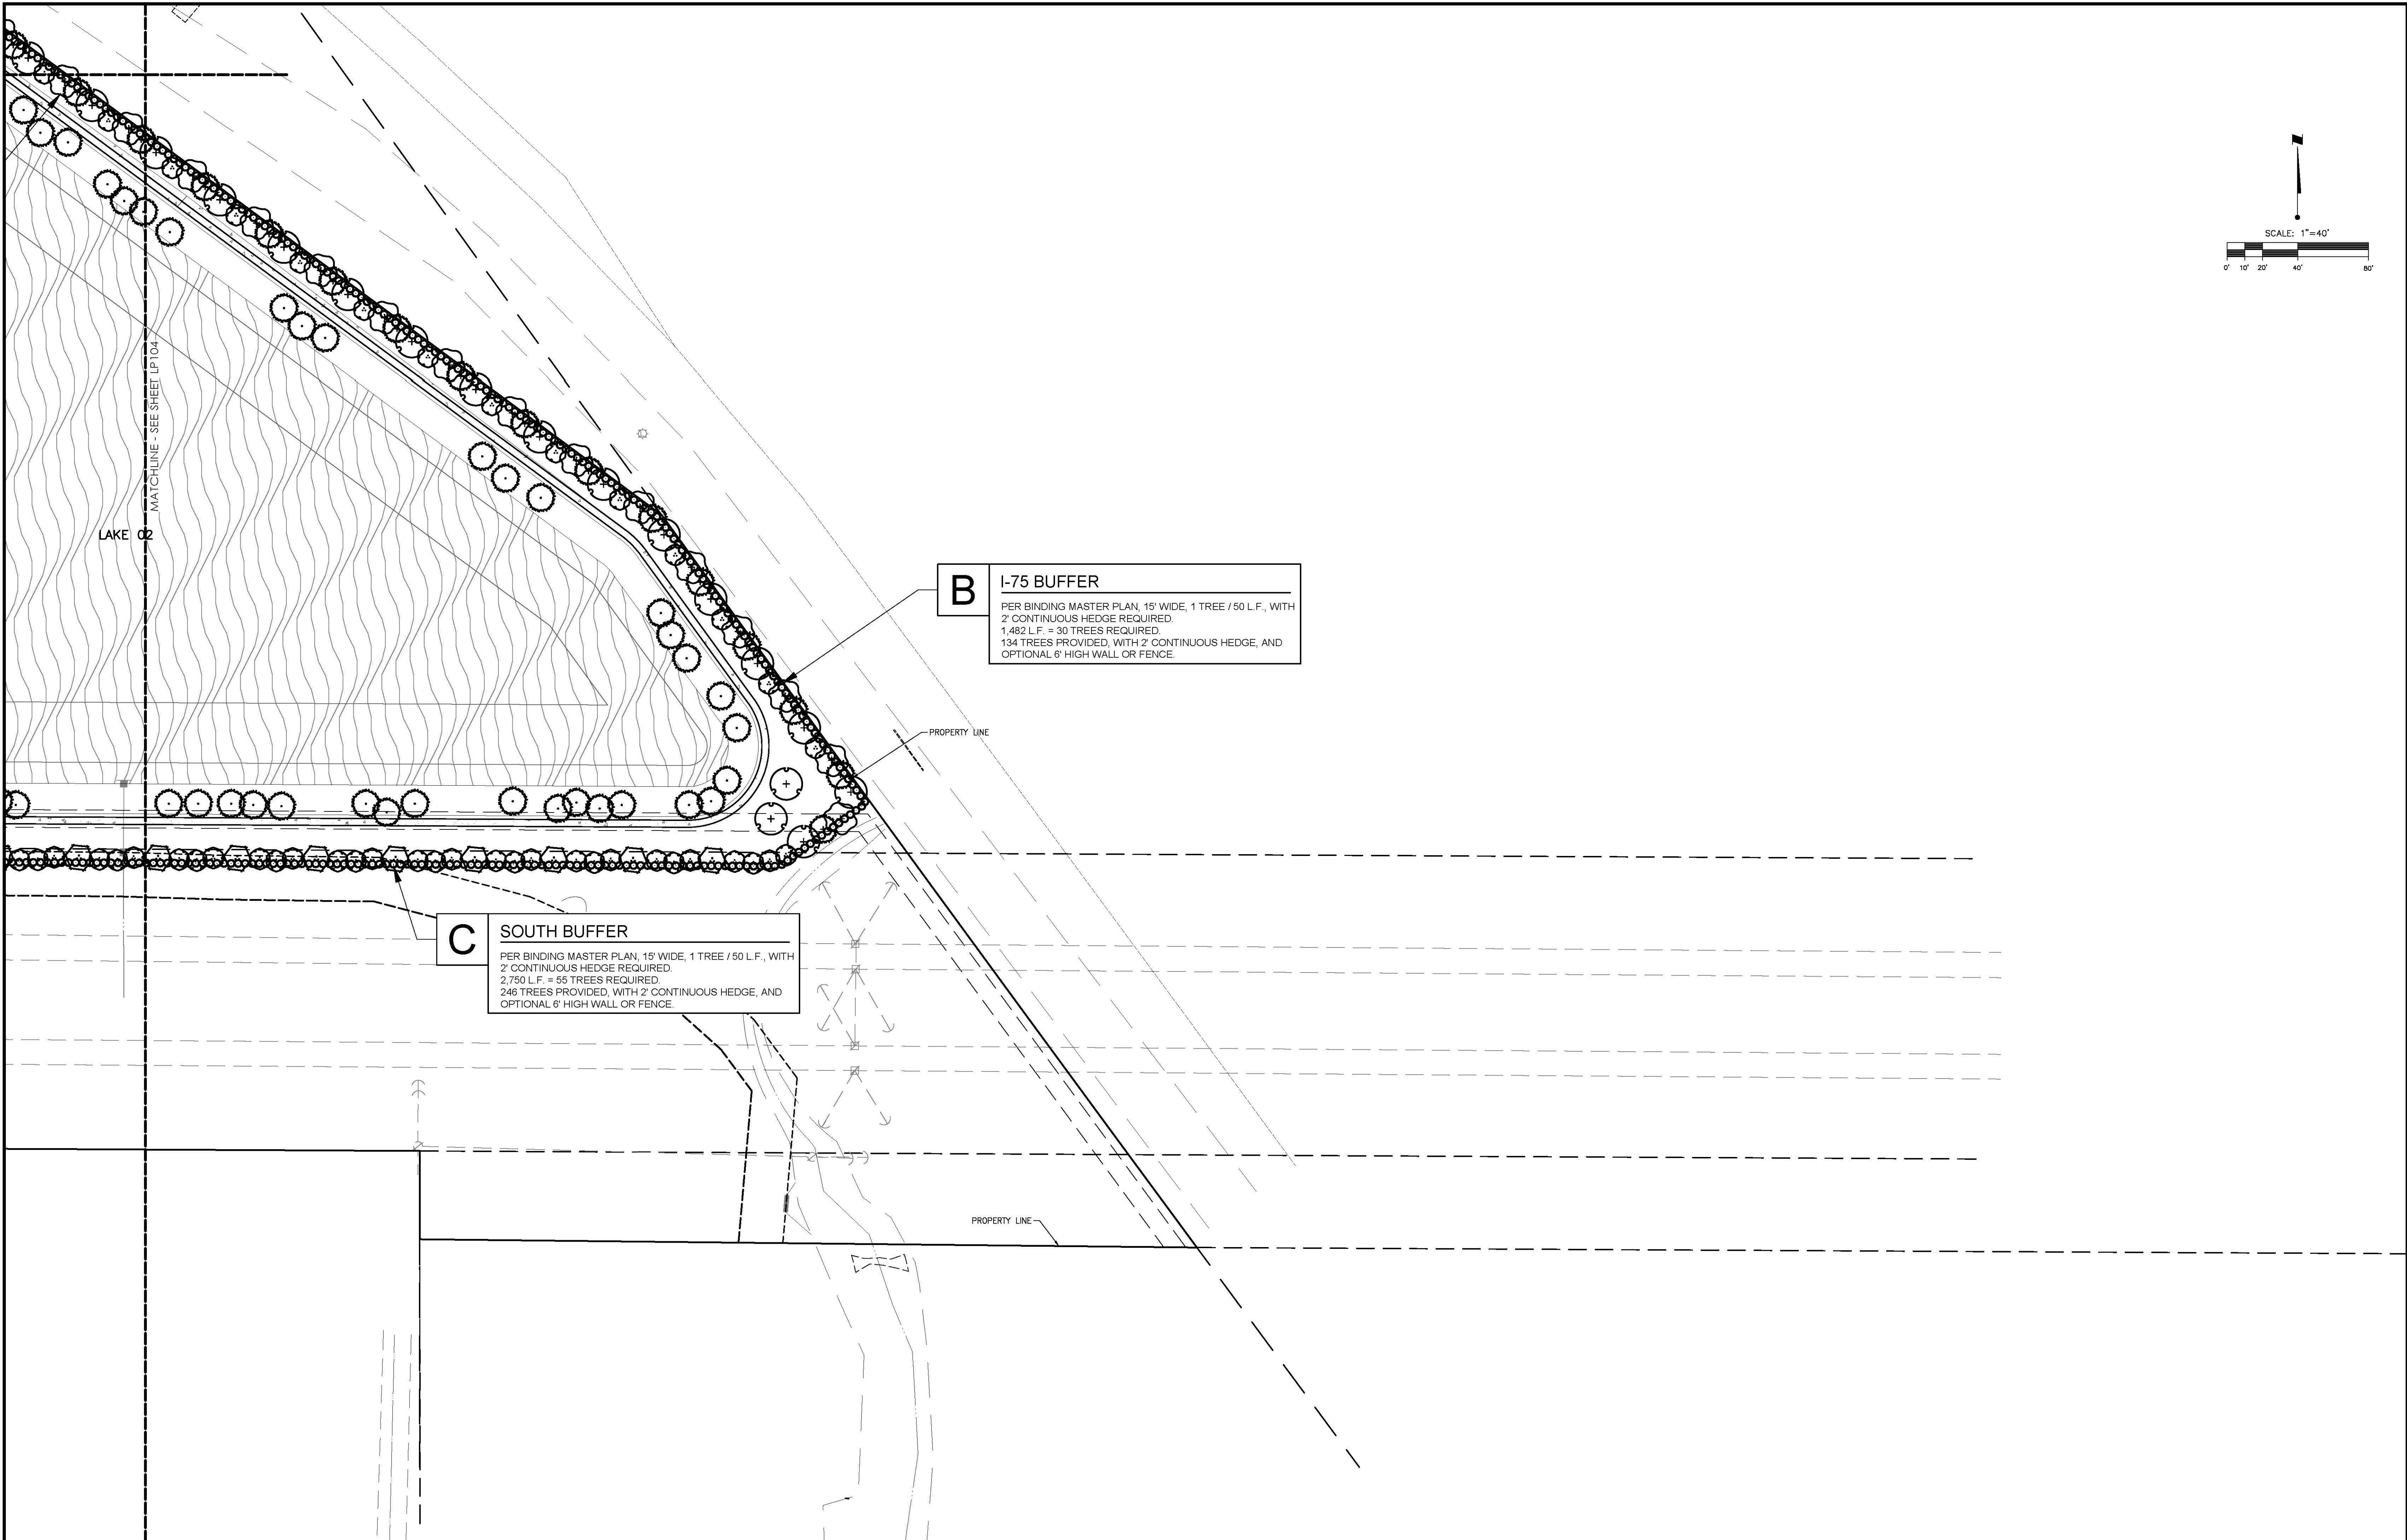 SCALE: 1"=40'
0' 10' 20' 40' 80'
MATCHLINE - SEE SHEET LP104
LAKE 02
B
I-75 BUFFER
PER BINDING MASTER PLAN, 15' WIDE, 1 TREE / 50 L.F., WITH
2' CONTINUOUS HEDGE REQUIRED.
1,482 L.F. = 30 TREES REQUIRED.
134 TREES PROVIDED, WITH 2' CONTINUOUS HEDGE, AND
OPTIONAL 6' HIGH WALL OR FENCE.
PROPERTY LINE
C
SOUTH BUFFER
PER BINDING MASTER PLAN, 15' WIDE, 1 TREE / 50 L.F., WITH
2' CONTINUOUS HEDGE REQUIRED.
2,750 L.F. = 55 TREES REQUIRED.
246 TREES PROVIDED, WITH 2' CONTINUOUS HEDGE, AND
OPTIONAL 6' HIGH WALL OR FENCE.
PROPERTY LINE